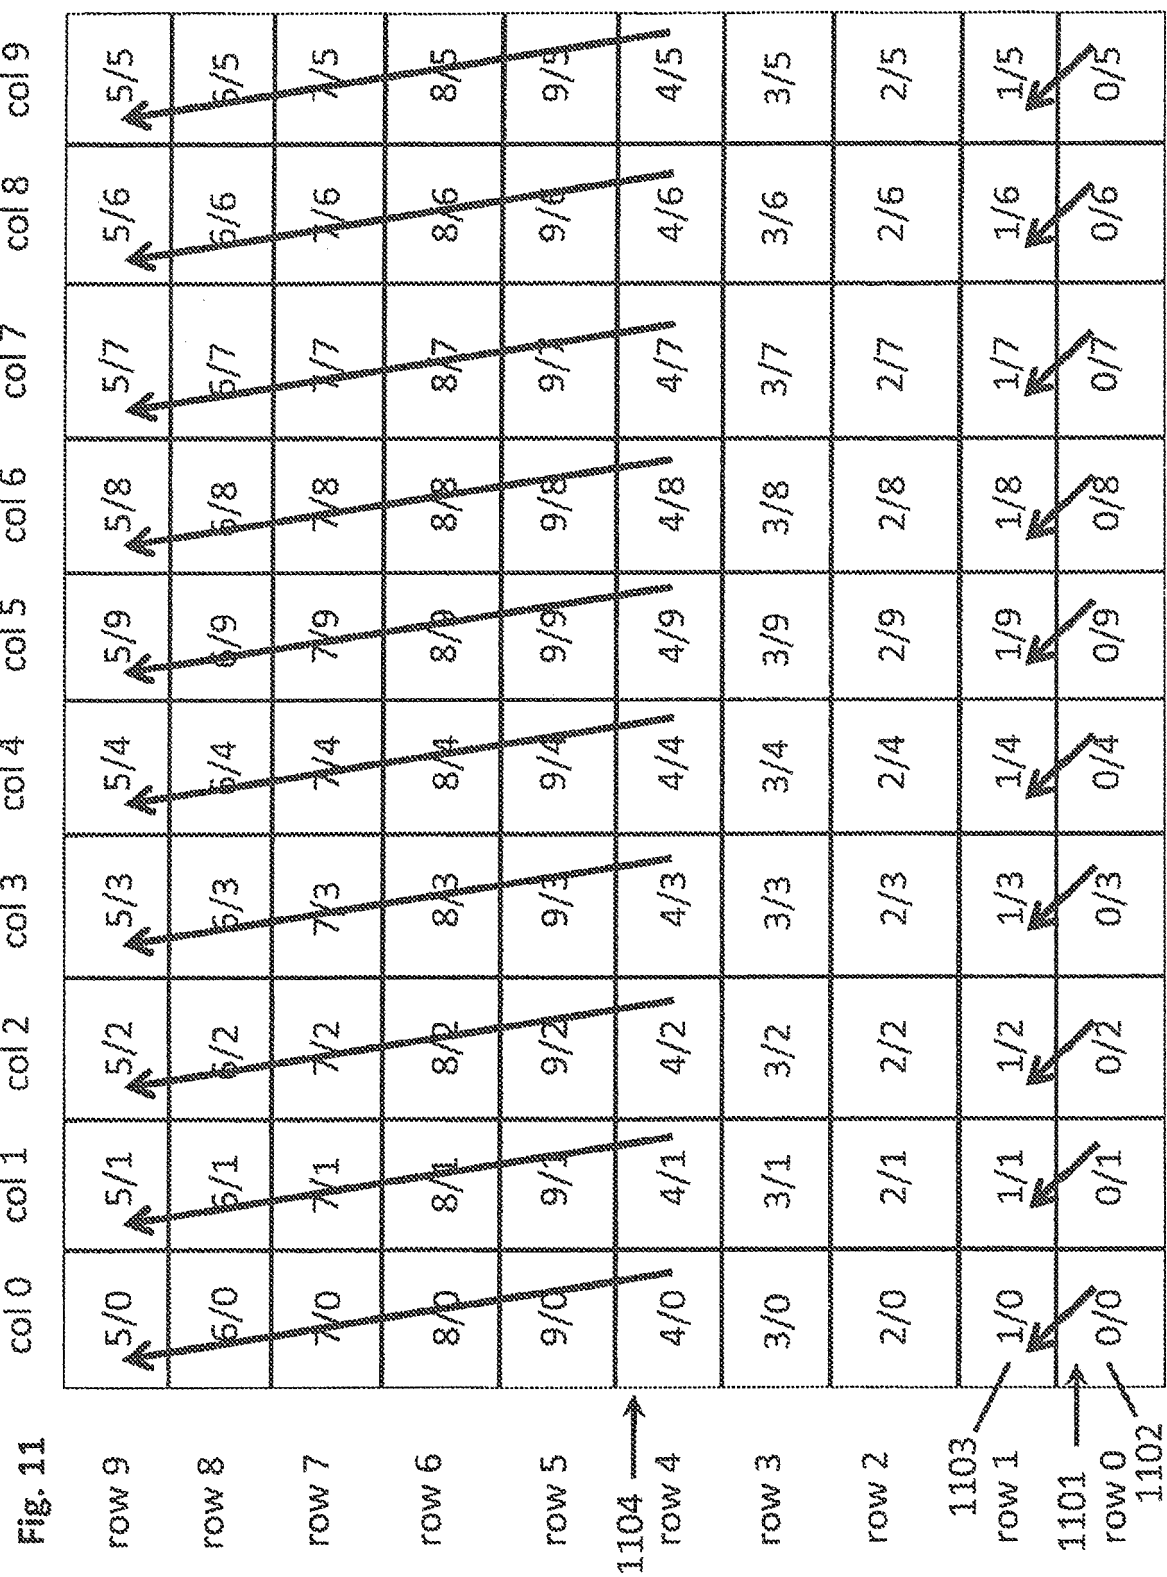 Fig. 11 col 0 col 1 col 2 col 3 col 4 col 5 col 6 col 7 col 8 col 9
row 9 5/0 5/1 5/2 5/3 5/4 5/9 5/8 5/7 5/6 5/5
row 8 6/0 6/1 6/2 6/3 6/4 6/9 6/8 6/7 6/6 6/5
row 7 7/0 7/1 7/2 7/3 7/4 7/9 7/8 7/7 7/6 7/5
row 6 8/0 8/1 8/2 8/3 8/4 8/9 8/8 8/7 8/6 8/5
row 5 9/0 9/1 9/2 9/3 9/4 9/9 9/8 9/7 9/6 9/5
1104
row 4 4/0 4/1 4/2 4/3 4/4 4/9 4/8 4/7 4/6 4/5
row 3 3/0 3/1 3/2 3/3 3/4 3/9 3/8 3/7 3/6 3/5
row 2 2/0 2/1 2/2 2/3 2/4 2/9 2/8 2/7 2/6 2/5
1103
row 1 1/0 1/1 1/2 1/3 1/4 1/9 1/8 1/7 1/6 1/5
1101
row 0 0/0 0/1 0/2 0/3 0/4 0/9 0/8 0/7 0/6 0/5
1102